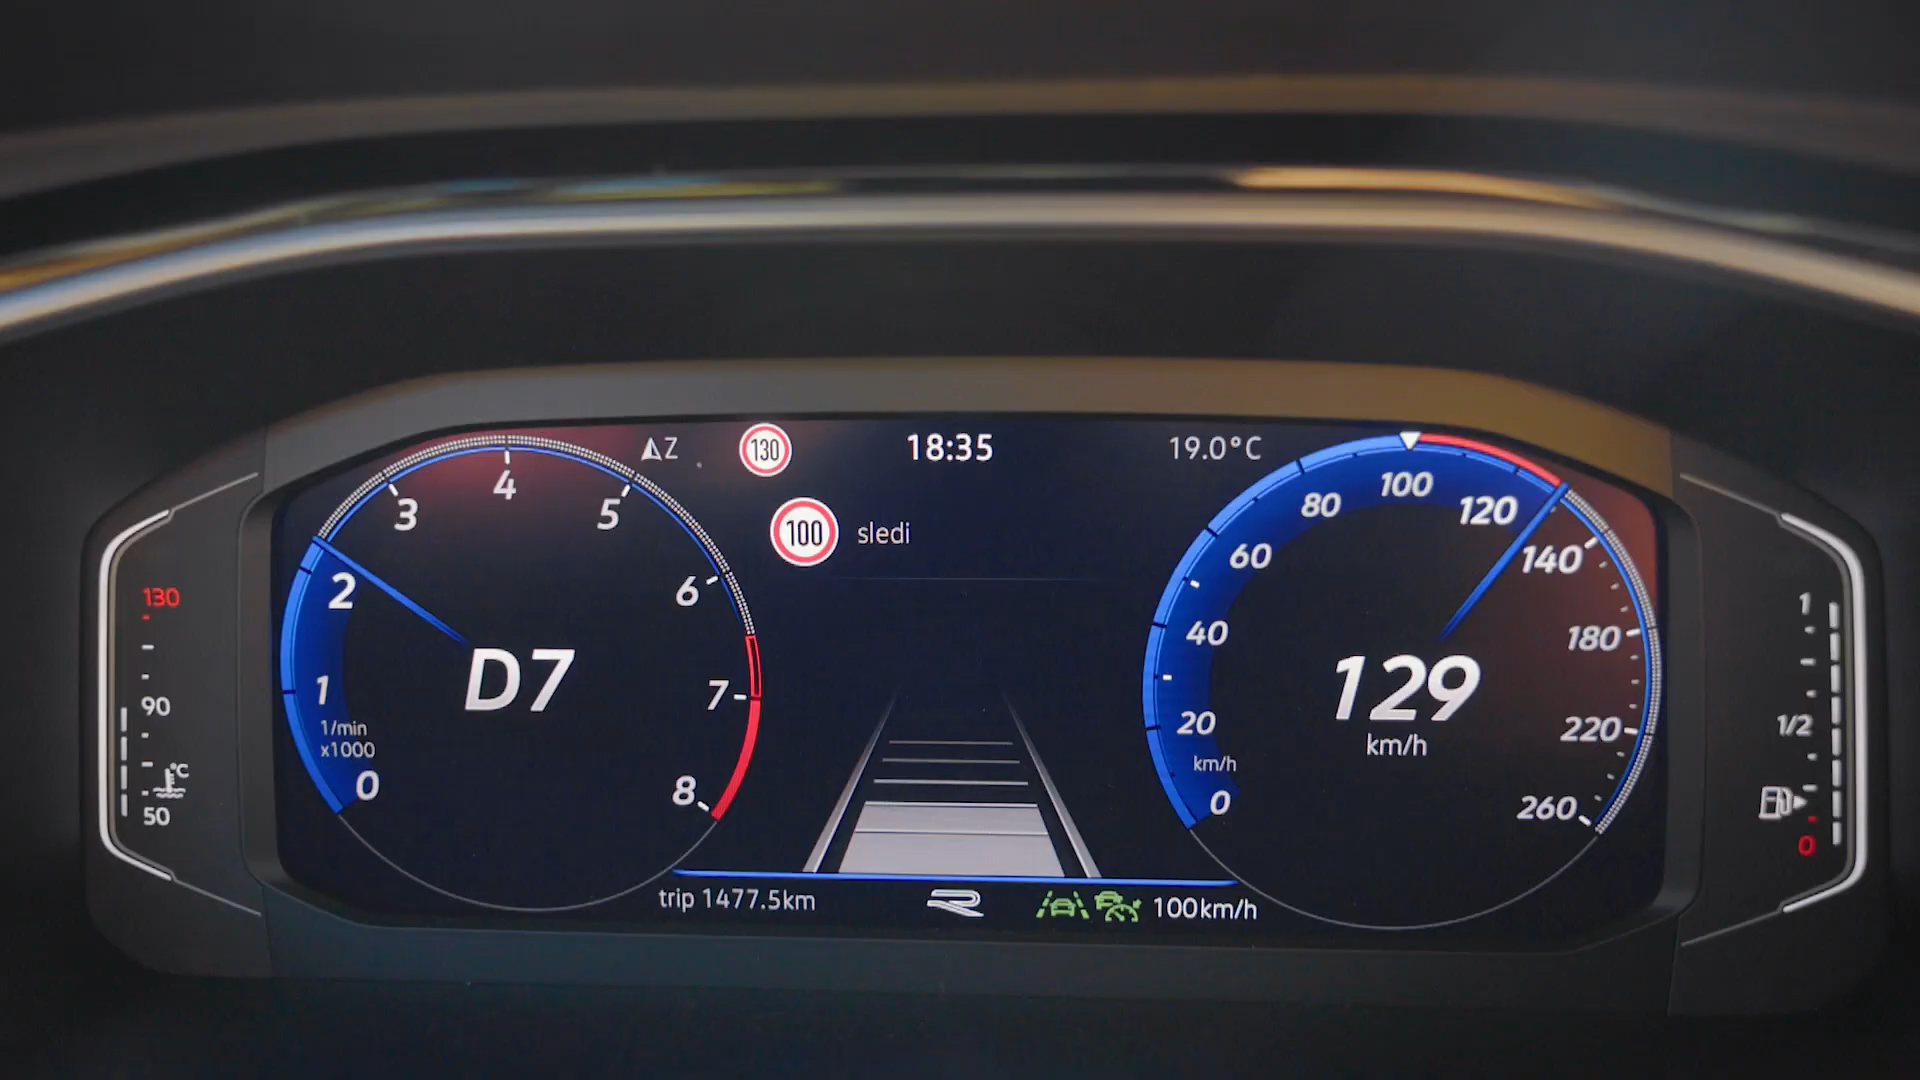 Z 130 18:35 19.0°C
100 sledi
130
90
°C
50
0
1
2
3
4
5
6
7
8
1/min
x1000
D7
0
20
40
60
80
100
120
140
180
220
260
km/h
129
km/h
1
1/2
0
trip 1477.5km
R
100km/h